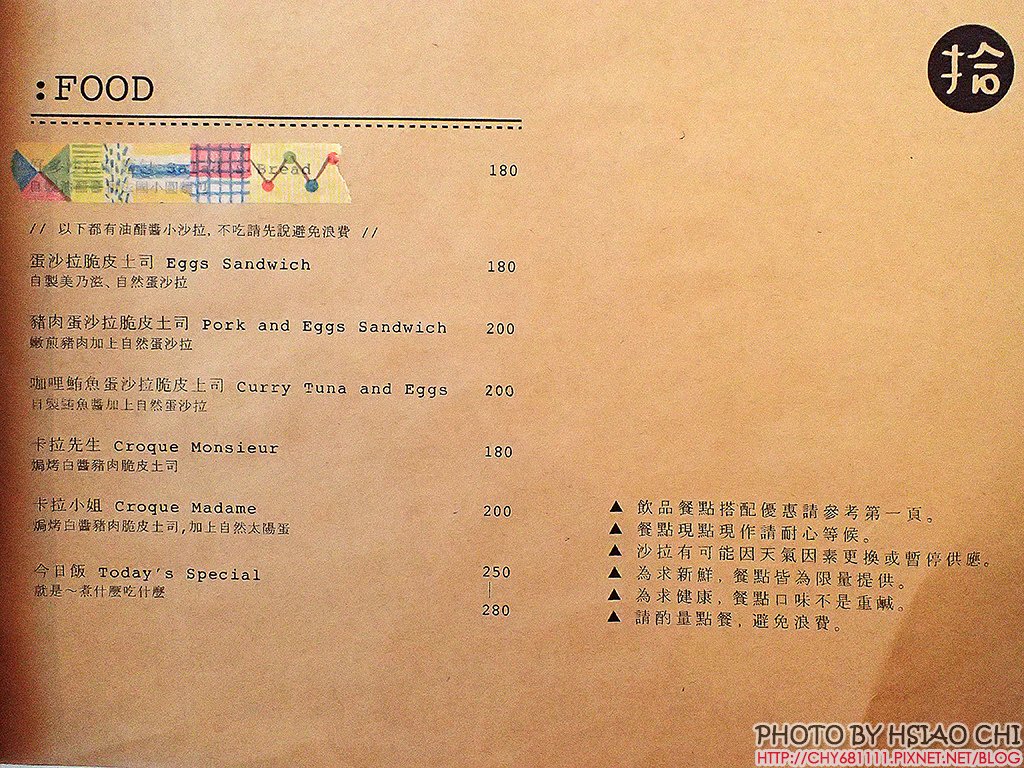 拾
:FOOD
Bread 180
// 以下都有油醋醬小沙拉, 不吃請先說避免浪費 //
蛋沙拉脆皮土司 Eggs Sandwich 180
自製美乃滋、自然蛋沙拉
豬肉蛋沙拉脆皮土司 Pork and Eggs Sandwich 200
嫩煎豬肉加上自然蛋沙拉
咖哩鮪魚蛋沙拉脆皮土司 Curry Tuna and Eggs 200
自製鮪魚醬加上自然蛋沙拉
卡拉先生 Croque Monsieur 180
焗烤白醬豬肉脆皮土司
卡拉小姐 Croque Madame 200
焗烤白醬豬肉脆皮土司,加上自然太陽蛋
今日飯 Today's Special 250
就是~煮什麼吃什麼
280
▲ 飲品餐點搭配優惠請參考第一頁。
▲ 餐點現點現作請耐心等候。
▲ 沙拉有可能因天氣因素更換或暫停供應。
▲ 為求新鮮, 餐點皆為限量提供。
▲ 為求健康, 餐點口味不是重鹹。
▲ 請酌量點餐, 避免浪費。
PHOTO BY HSIAO CHI
HTTP://CHY681111.PIXNET.NET/BLOG